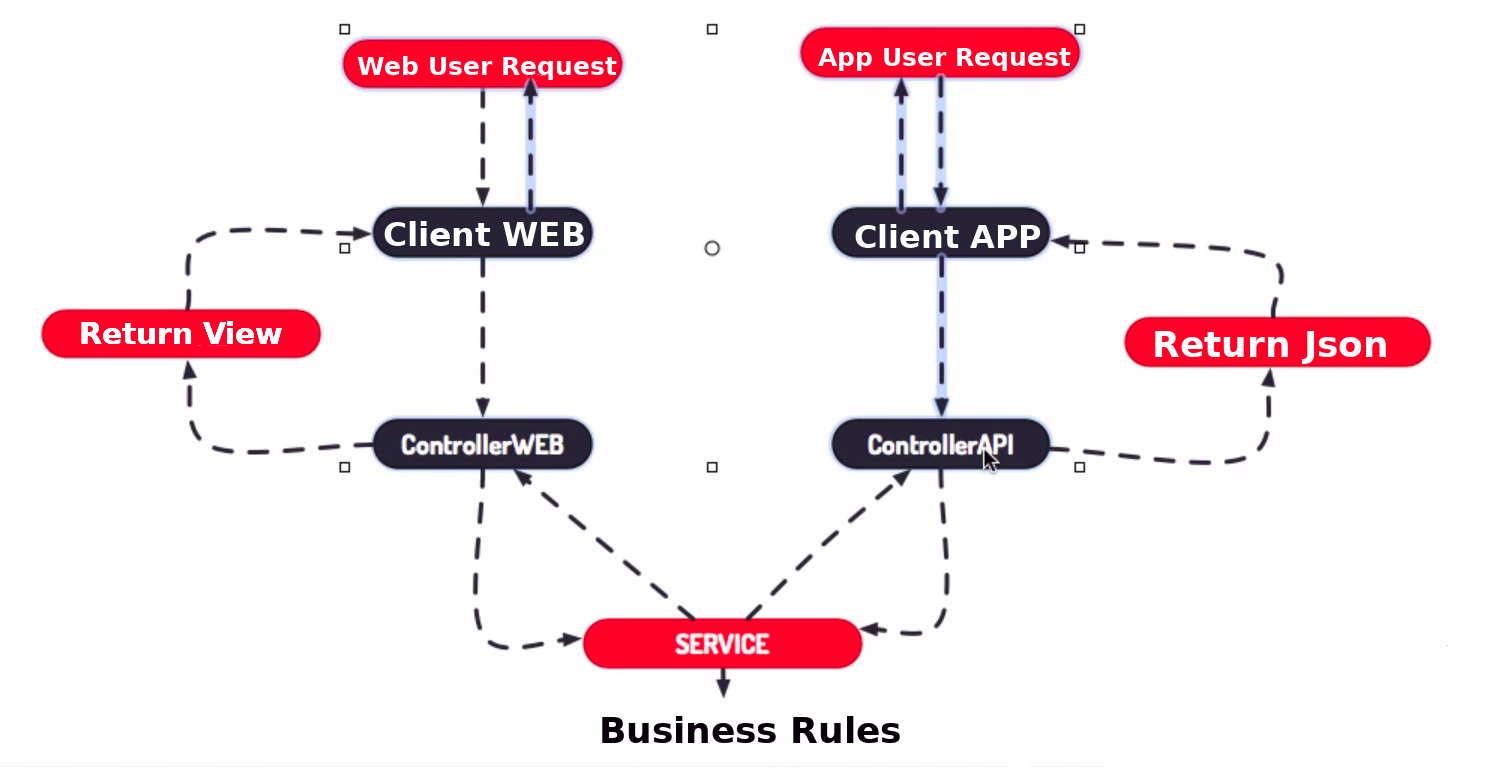 Web User Request
App User Request
Client WEB
Client APP
Return View
Return Json
ControllerWEB
ControllerAPI
SERVICE
Business Rules